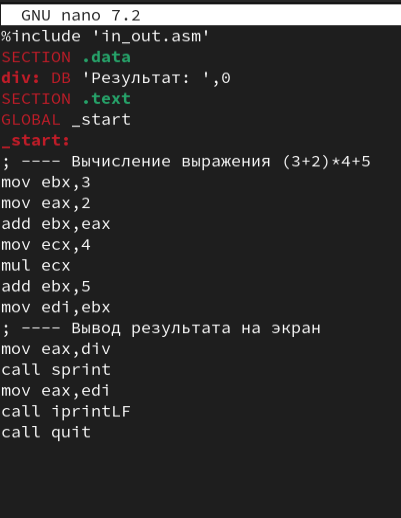 GNU nano 7.2
%include 'in_out.asm'
SECTION .data
div: DB 'Результат: ',0
SECTION .text
GLOBAL _start
_start:
; ---- Вычисление выражения (3+2)*4+5
mov ebx,3
mov eax,2
add ebx,eax
mov ecx,4
mul ecx
add ebx,5
mov edi,ebx
; ---- Вывод результата на экран
mov eax,div
call sprint
mov eax,edi
call iprintLF
call quit